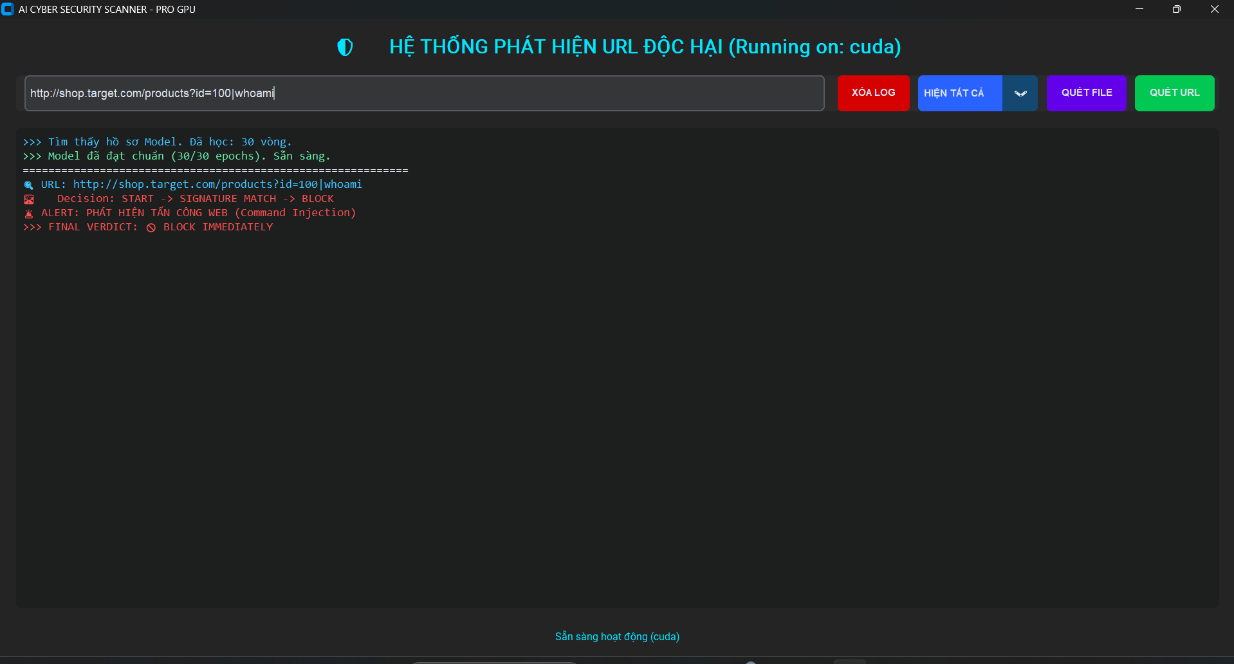 AI CYBER SECURITY SCANNER - PRO GPU
HỆ THỐNG PHÁT HIỆN URL ĐỘC HẠI (Running on: cuda)
http://shop.target.com/products?id=100|whoami
XÓA LOG
HIỆN TẤT CẢ
QUÉT FILE
QUÉT URL
>>> Tìm thấy hồ sơ Model. Đã học: 30 vòng.
>>> Model đã đạt chuẩn (30/30 epochs). Sẵn sàng.
============================================================
URL: http://shop.target.com/products?id=100|whoami
Decision: START -> SIGNATURE MATCH -> BLOCK
ALERT: PHÁT HIỆN TẤN CÔNG WEB (Command Injection)
>>> FINAL VERDICT: 🚫 BLOCK IMMEDIATELY
Sẵn sàng hoạt động (cuda)